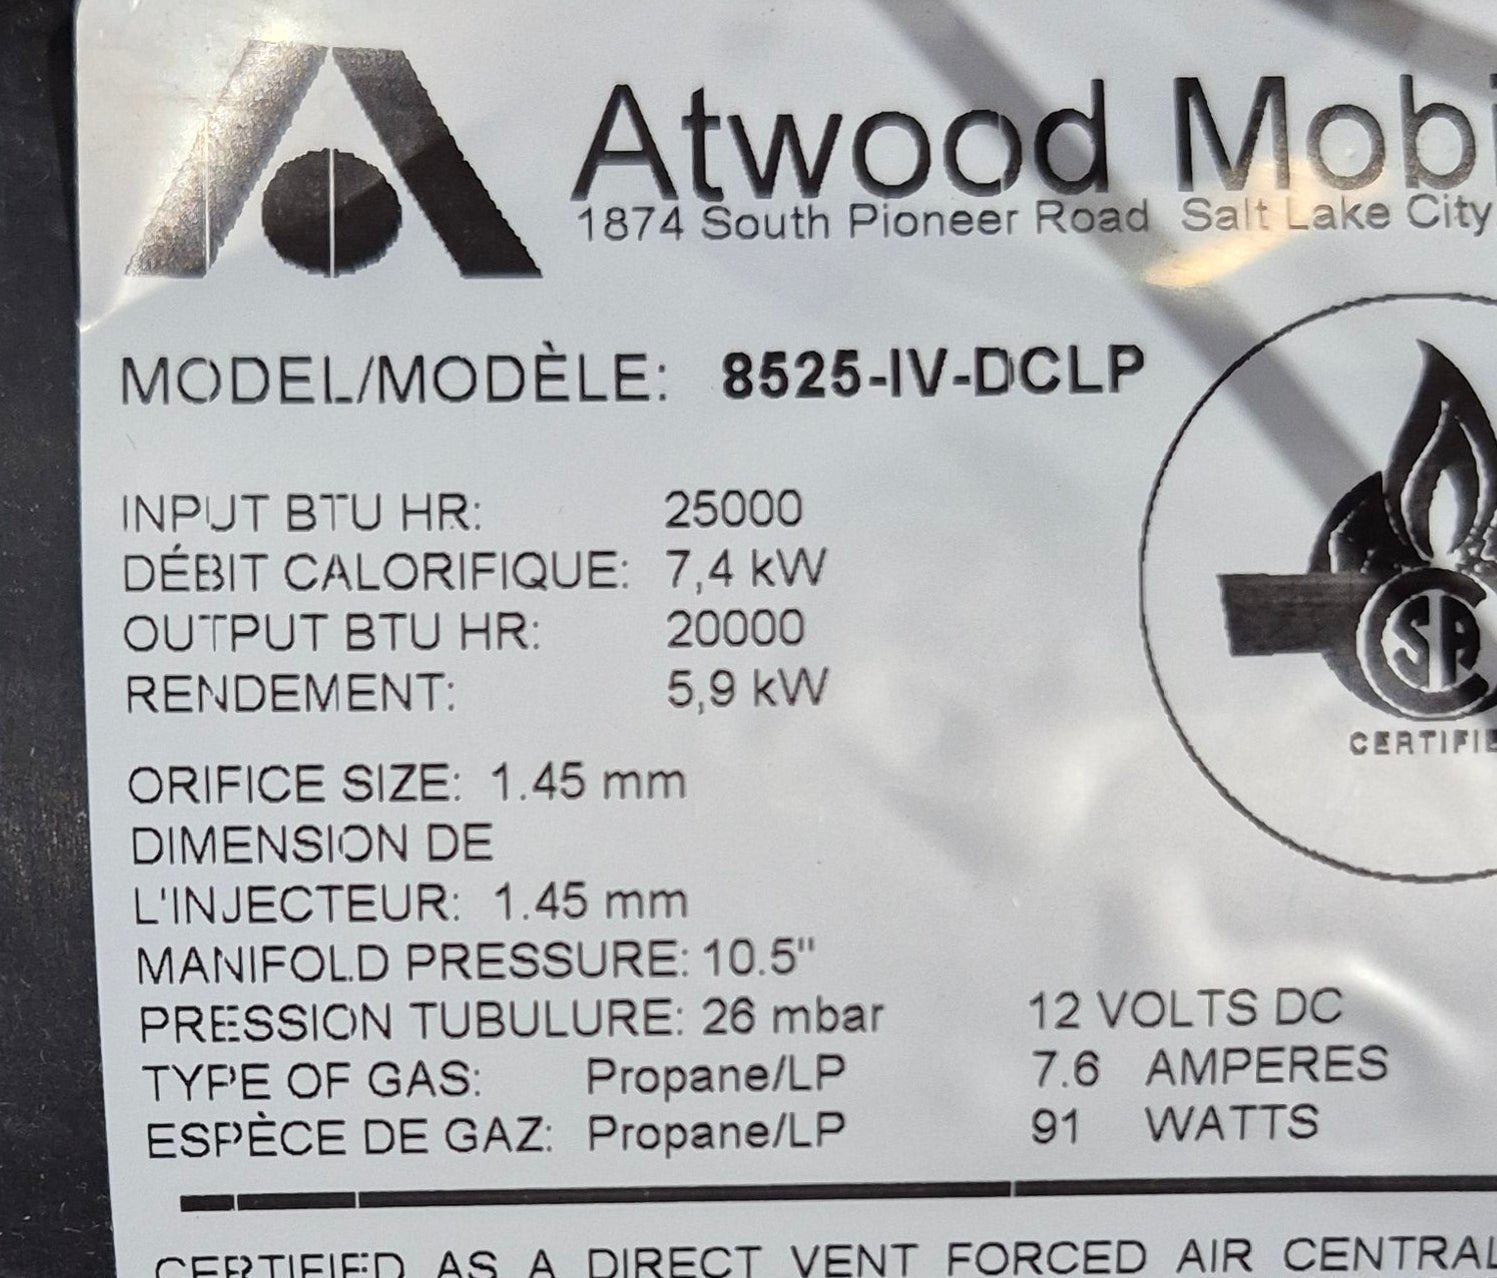 Atwood Mobi
1874 South Pioneer Road Salt Lake City
MODEL/MODÈLE: 8525-IV-DCLP
INPUT BTU HR: 25000
DÉBIT CALORIFIQUE: 7,4 kW
OUTPUT BTU HR: 20000
RENDEMENT: 5,9 kW
CSA
CERTIFIE
ORIFICE SIZE: 1.45 mm
DIMENSION DE
L'INJECTEUR: 1.45 mm
MANIFOLD PRESSURE: 10.5"
PRESSION TUBULURE: 26 mbar
TYPE OF GAS: Propane/LP
ESPÈCE DE GAZ: Propane/LP
12 VOLTS DC
7.6 AMPERES
91 WATTS
CERTIFIED AS A DIRECT VENT FORCED AIR CENTRAL